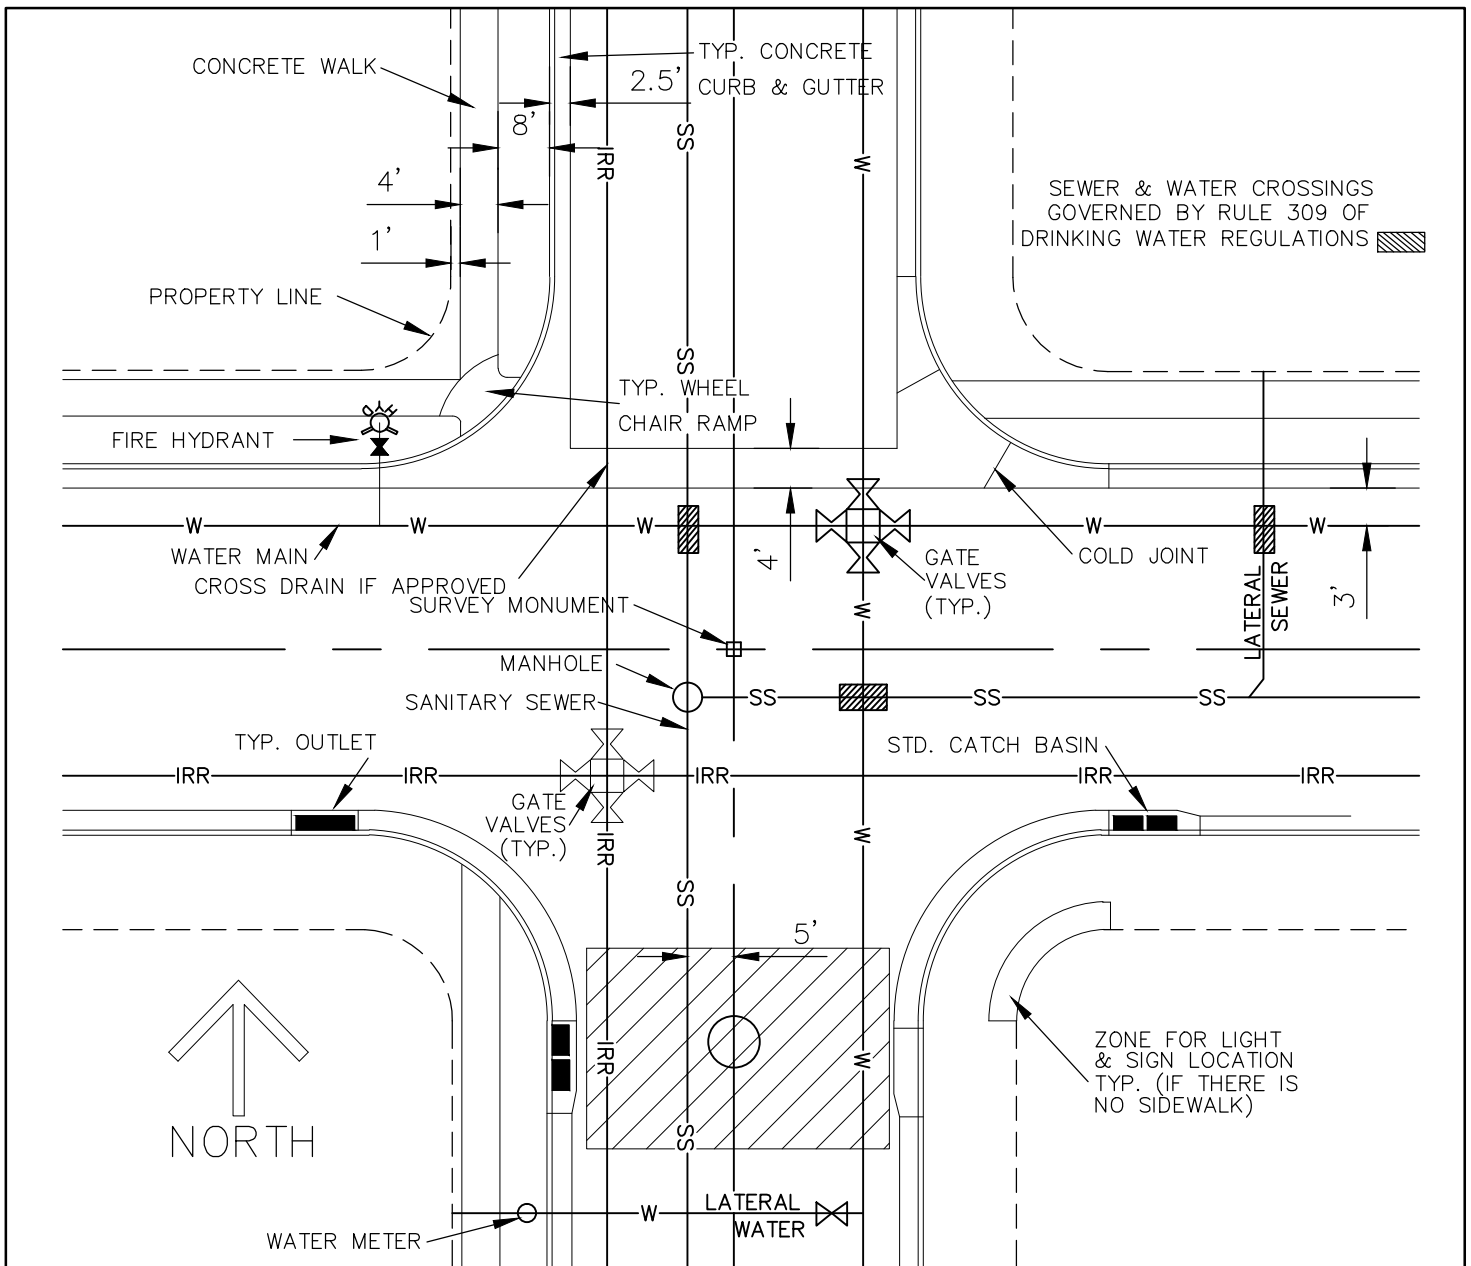 CONCRETE WALK
TYP. CONCRETE
CURB & GUTTER
2.5'
8'
4'
1'
SS
IRR
W
SEWER & WATER CROSSINGS
GOVERNED BY RULE 309 OF
DRINKING WATER REGULATIONS
PROPERTY LINE
SS
TYP. WHEEL
CHAIR RAMP
FIRE HYDRANT
W
W
W
W
W
WATER MAIN
CROSS DRAIN IF APPROVED
4'
GATE
VALVES
(TYP.)
COLD JOINT
LATERAL
SEWER
3'
SURVEY MONUMENT
W
MANHOLE
SANITARY SEWER
SS
SS
SS
TYP. OUTLET
STD. CATCH BASIN
IRR
IRR
IRR
IRR
IRR
GATE
VALVES
(TYP.)
IRR
W
SS
5'
NORTH
IRR
W
ZONE FOR LIGHT
& SIGN LOCATION
TYP. (IF THERE IS
NO SIDEWALK)
SS
W
LATERAL
WATER
WATER METER